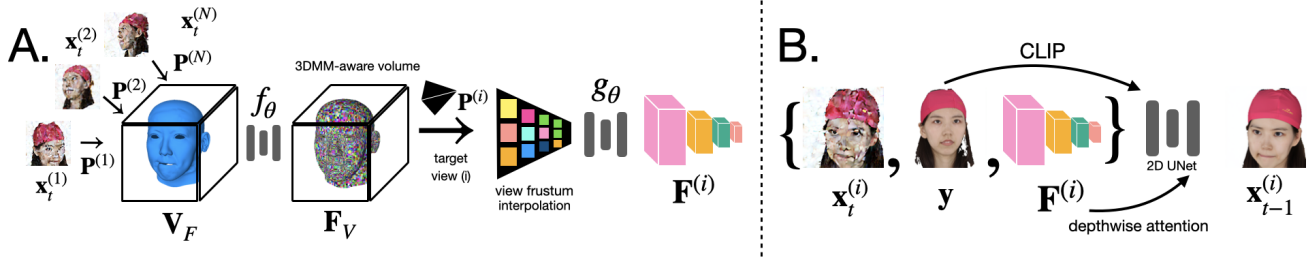 A.
x_t^(2)
x_t^(N)
P^(N)
P^(2)
x_t^(1)
P^(1)
V_F
f_θ
3DMM-aware volume
F_V
P^(i)
target
view (i)
view frustum
interpolation
g_θ
F^(i)
B.
CLIP
{ , , }
x_t^(i)
y
F^(i)
2D UNet
depthwise attention
x_{t-1}^(i)